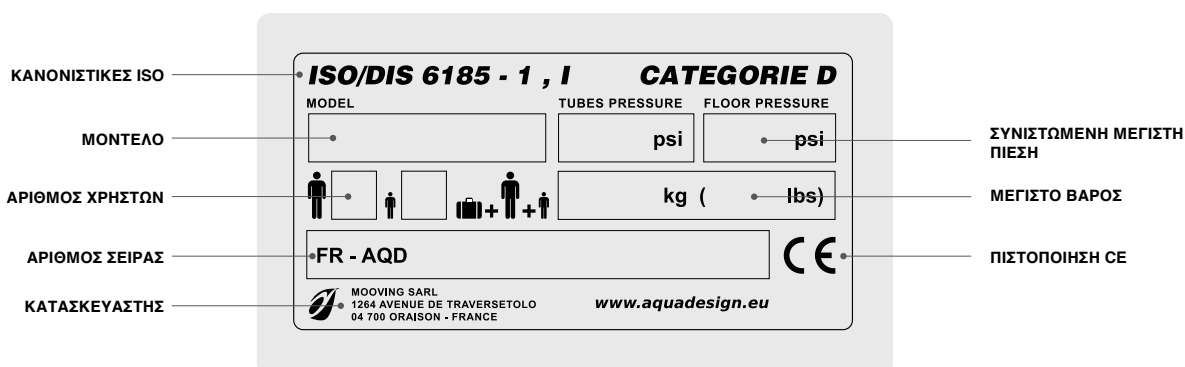 ΚΑΝΟΝΙΣΤΙΚΕΣ ISO
ISO/DIS 6185 - 1 , I CATEGORIE D
MODEL TUBES PRESSURE FLOOR PRESSURE
ΜΟΝΤΕΛΟ
psi psi
ΣΥΝΙΣΤΩΜΕΝΗ ΜΕΓΙΣΤΗ
ΠΙΕΣΗ
ΑΡΙΘΜΟΣ ΧΡΗΣΤΩΝ
+ +
kg ( lbs)
ΜΕΓΙΣΤΟ ΒΑΡΟΣ
ΑΡΙΘΜΟΣ ΣΕΙΡΑΣ
FR - AQD
CE
ΠΙΣΤΟΠΟΙΗΣΗ CE
ΚΑΤΑΣΚΕΥΑΣΤΗΣ
MOOVING SARL
1264 AVENUE DE TRAVERSETOLO
04 700 ORAISON - FRANCE
www.aquadesign.eu